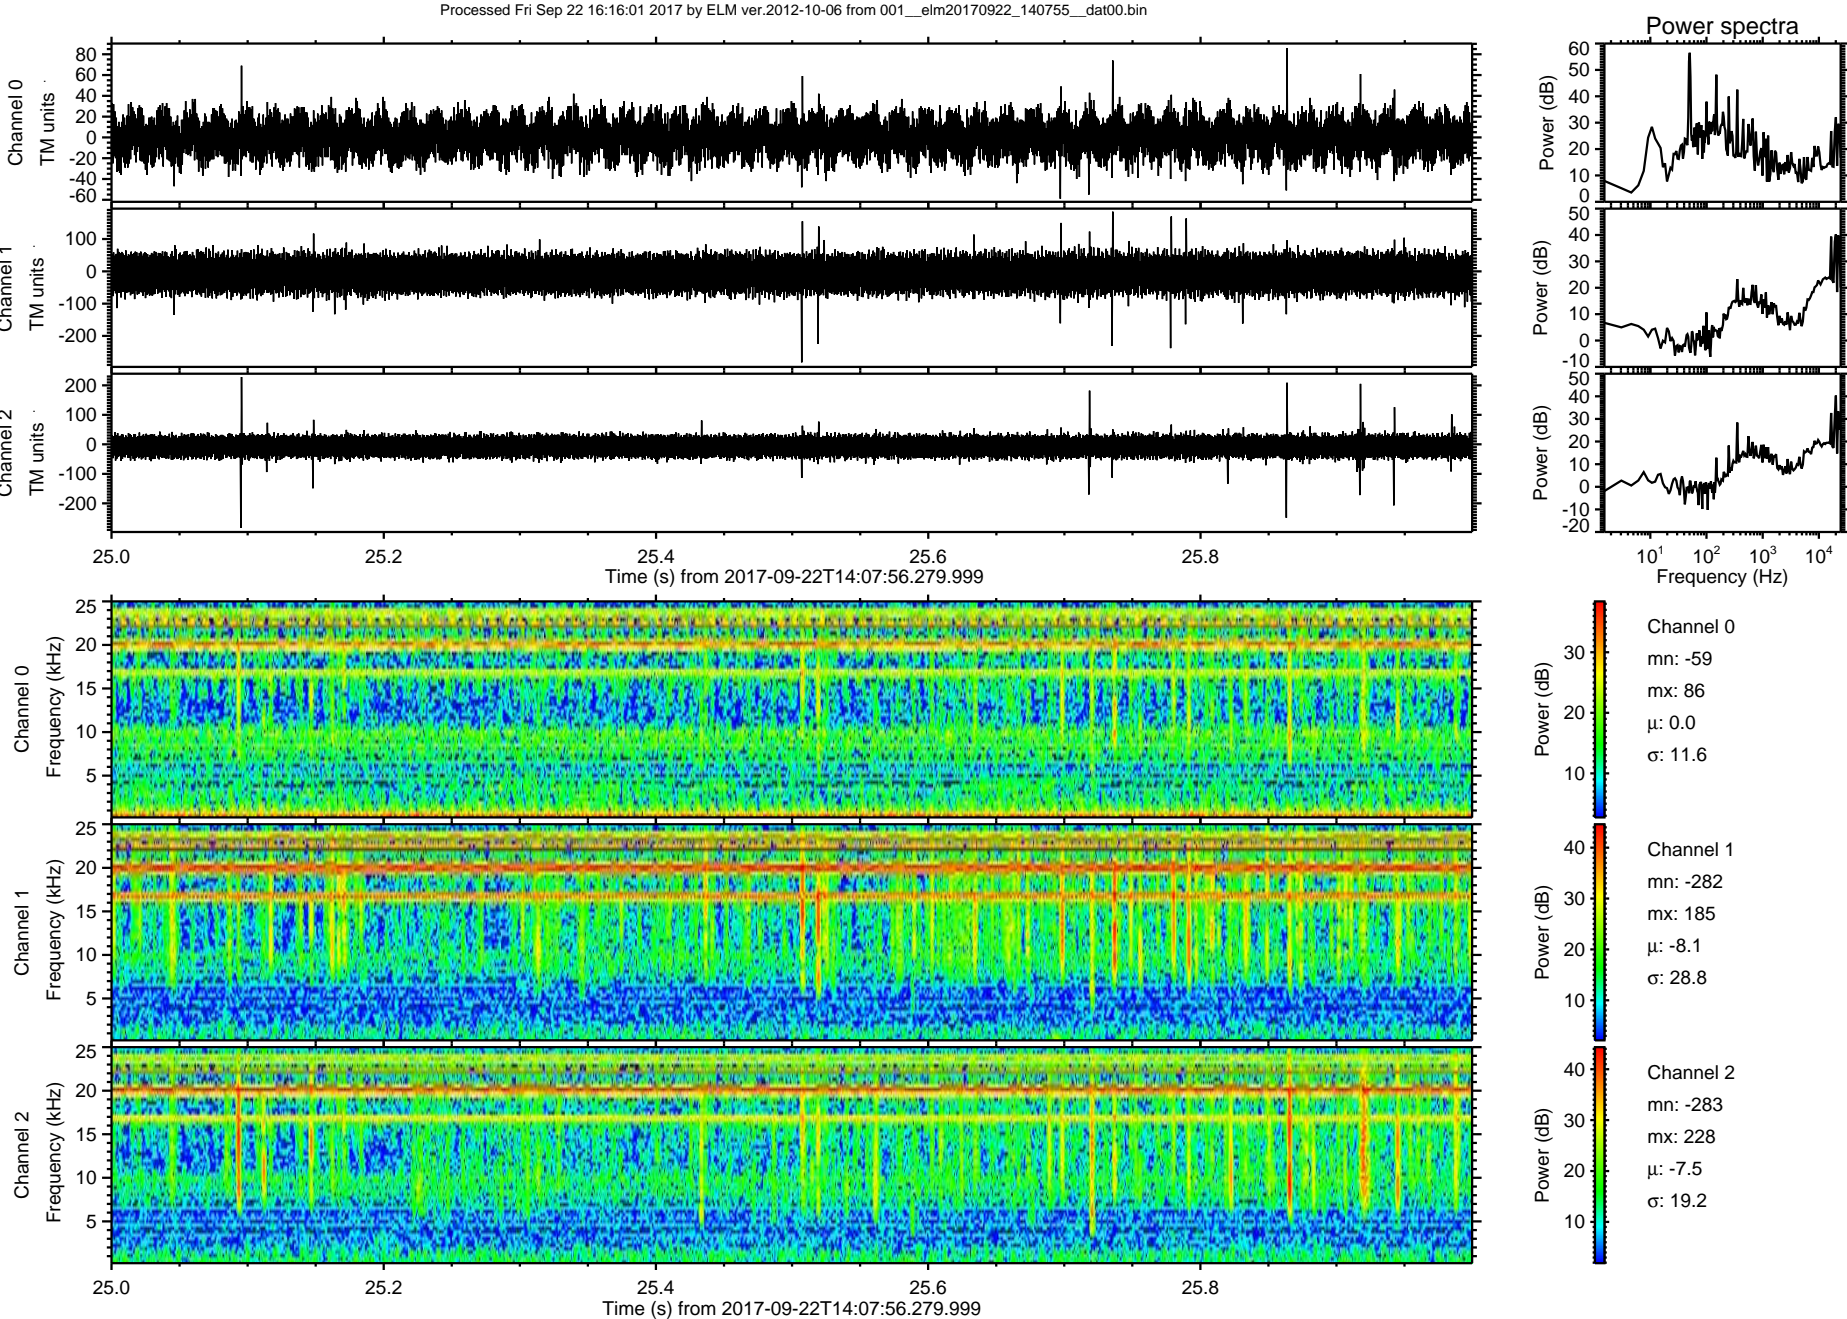 Processed Fri Sep 22 16:16:01 2017 by ELM ver.2012-10-06 from 001__elm20170922_140755__dat00.bin
Power spectra
Channel 0
TM units
80
60
40
20
0
-20
-40
-60
Power (dB)
60
50
40
30
20
10
0
Channel 1
TM units
100
0
-100
-200
Power (dB)
50
40
30
20
10
0
-10
Channel 2
TM units
200
100
0
-100
-200
Power (dB)
50
40
30
20
10
0
-10
-20
25.0 25.2 25.4 25.6 25.8
Time (s) from 2017-09-22T14:07:56.279.999
10¹ 10² 10³ 10⁴
Frequency (Hz)
Channel 0
Frequency (kHz)
25
20
15
10
5
Power (dB)
30
20
10
Channel 0
mn: -59
mx: 86
μ: 0.0
σ: 11.6
Channel 1
Frequency (kHz)
25
20
15
10
5
Power (dB)
40
30
20
10
Channel 1
mn: -282
mx: 185
μ: -8.1
σ: 28.8
Channel 2
Frequency (kHz)
25
20
15
10
5
Power (dB)
40
30
20
10
Channel 2
mn: -283
mx: 228
μ: -7.5
σ: 19.2
25.0 25.2 25.4 25.6 25.8
Time (s) from 2017-09-22T14:07:56.279.999